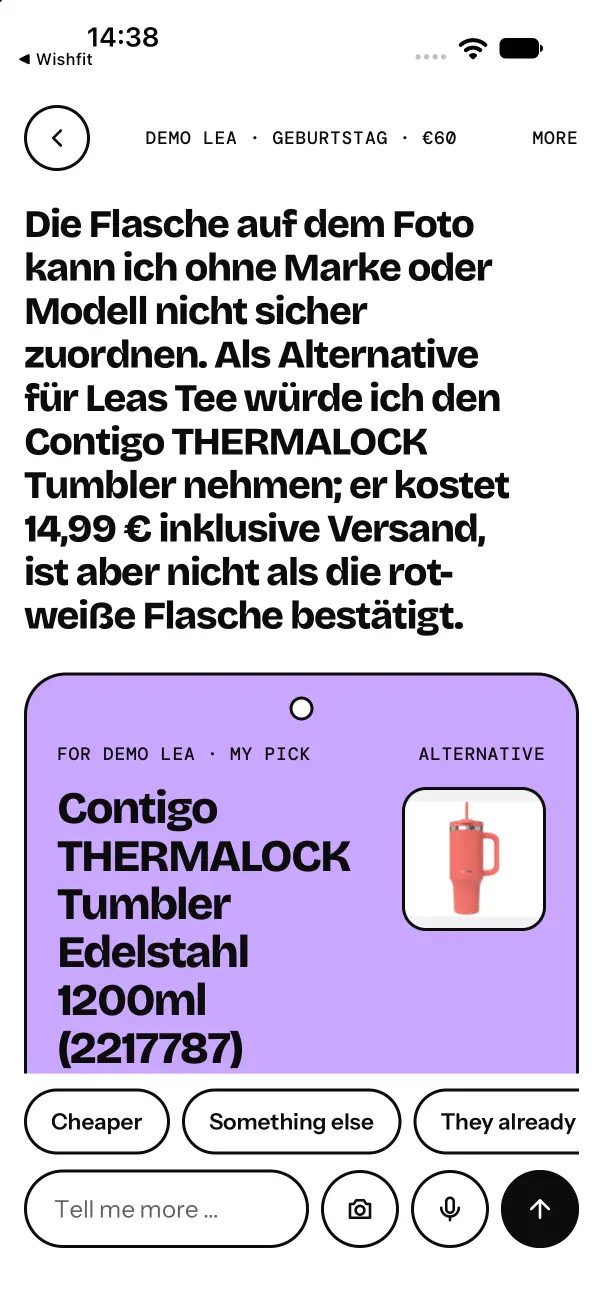 14:38
◀ Wishfit
DEMO LEA · GEBURTSTAG · €60
MORE
Die Flasche auf dem Foto
kann ich ohne Marke oder
Modell nicht sicher
zuordnen. Als Alternative
für Leas Tee würde ich den
Contigo THERMALOCK
Tumbler nehmen; er kostet
14,99 € inklusive Versand,
ist aber nicht als die rot-
weiße Flasche bestätigt.
FOR DEMO LEA · MY PICK
ALTERNATIVE
Contigo
THERMALOCK
Tumbler
Edelstahl
1200ml
(2217787)
Cheaper
Something else
They already
Tell me more ...